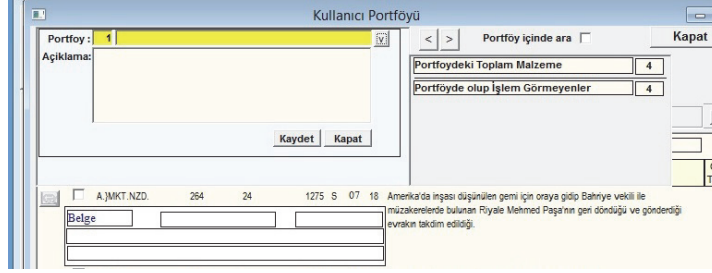 Kullanıcı Portföyü
Portfoy : 1 v
< > Portföy içinde ara Kapat
Açiklama:
Portfoydeki Toplam Malzeme 4
Portföyde olup İşlem Görmeyenler 4
Kaydet Kapat
A.}MKT.NZD. 264 24 1275 S 07 18 Amerika'da inşası düşünülen gemi için oraya gidip Bahriye vekili ile
müzakerelerde bulunan Riyale Mehmed Paşa'nın geri döndüğü ve gönderdiği
evrakın takdim edildiği.
Belge